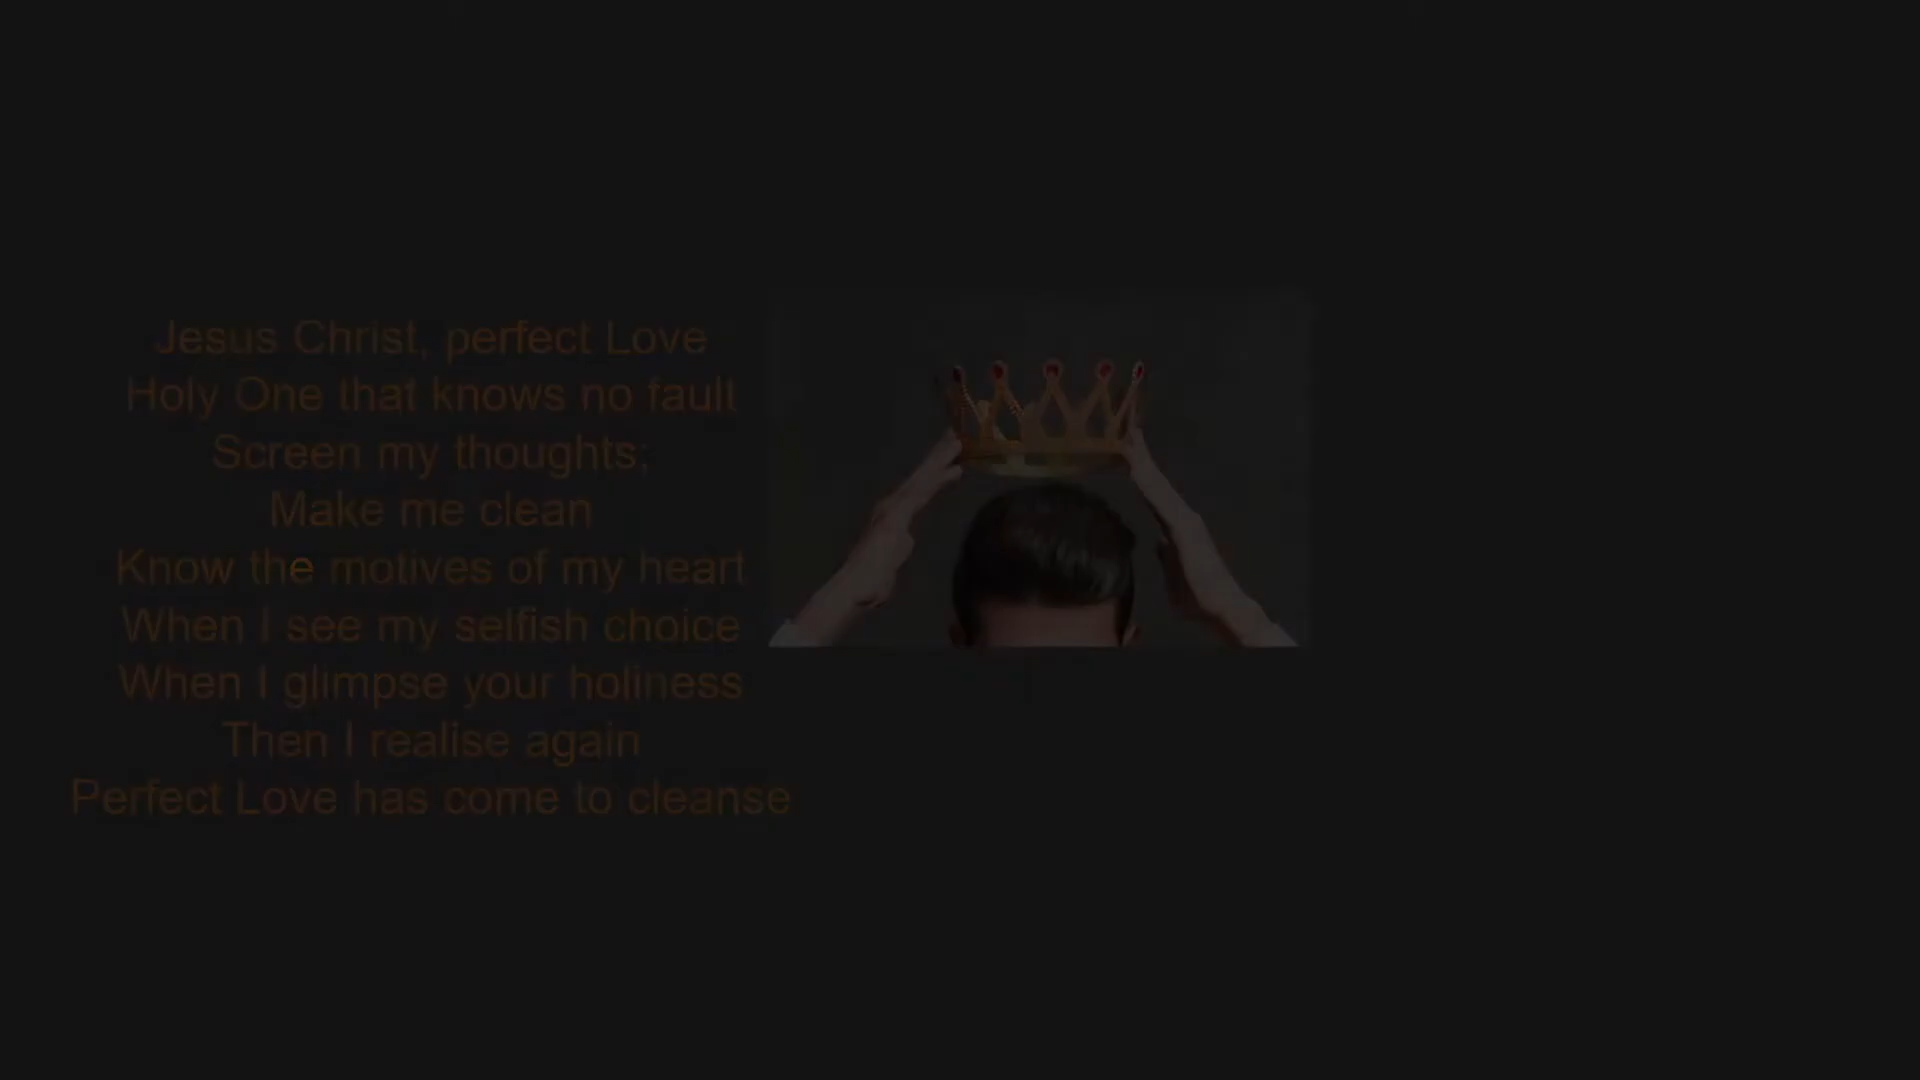 Jesus Christ, perfect Love
Holy One that knows no fault
Screen my thoughts;
Make me clean
Know the motives of my heart
When I see my selfish choice
When I glimpse your holiness
Then I realise again
Perfect Love has come to cleanse